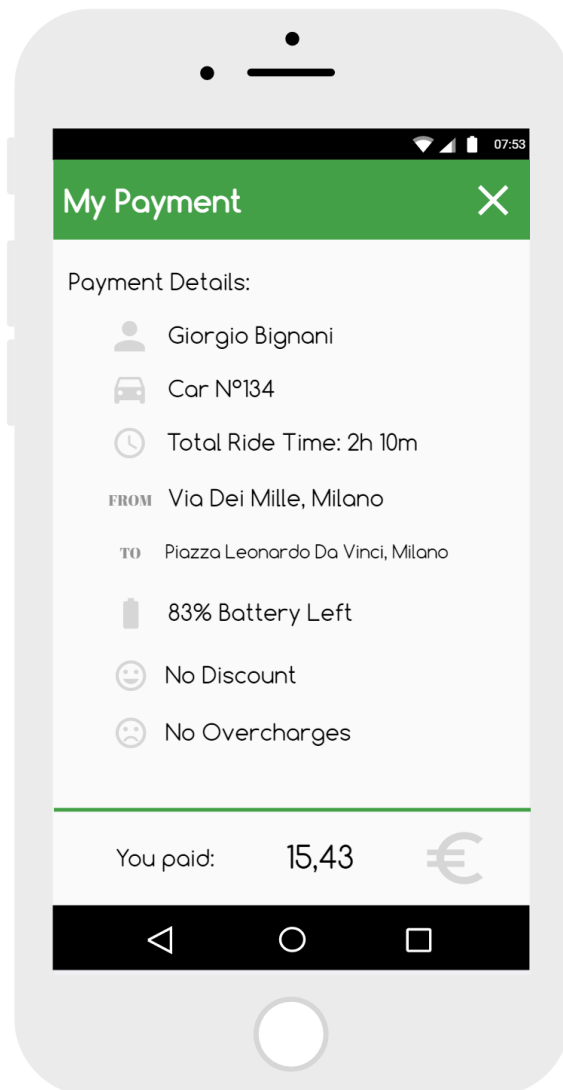 07:53
My Payment
Payment Details:
Giorgio Bignani
Car N°134
Total Ride Time: 2h 10m
FROM Via Dei Mille, Milano
TO Piazza Leonardo Da Vinci, Milano
83% Battery Left
No Discount
No Overcharges
You paid: 15,43 €